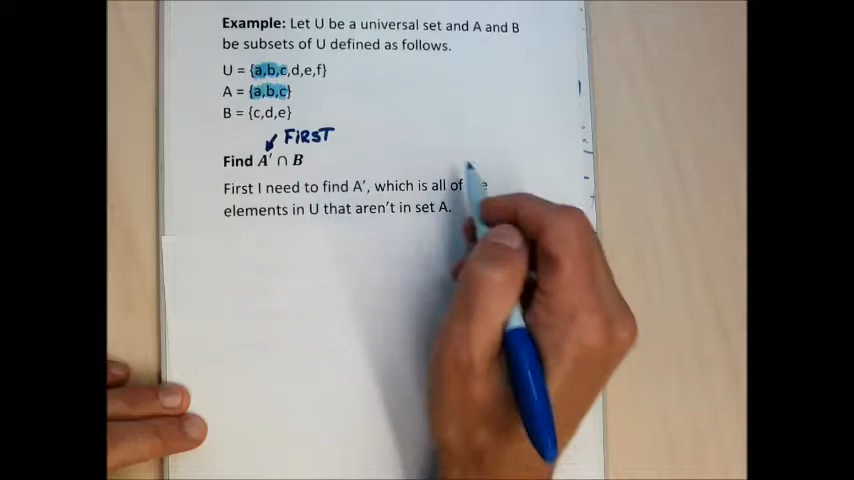 Example: Let U be a universal set and A and B
be subsets of U defined as follows.
U = {a,b,c,d,e,f}
A = {a,b,c}
B = {c,d,e}
FIRST
Find A′ ∩ B
First I need to find A′, which is all of
elements in U that aren't in set A.